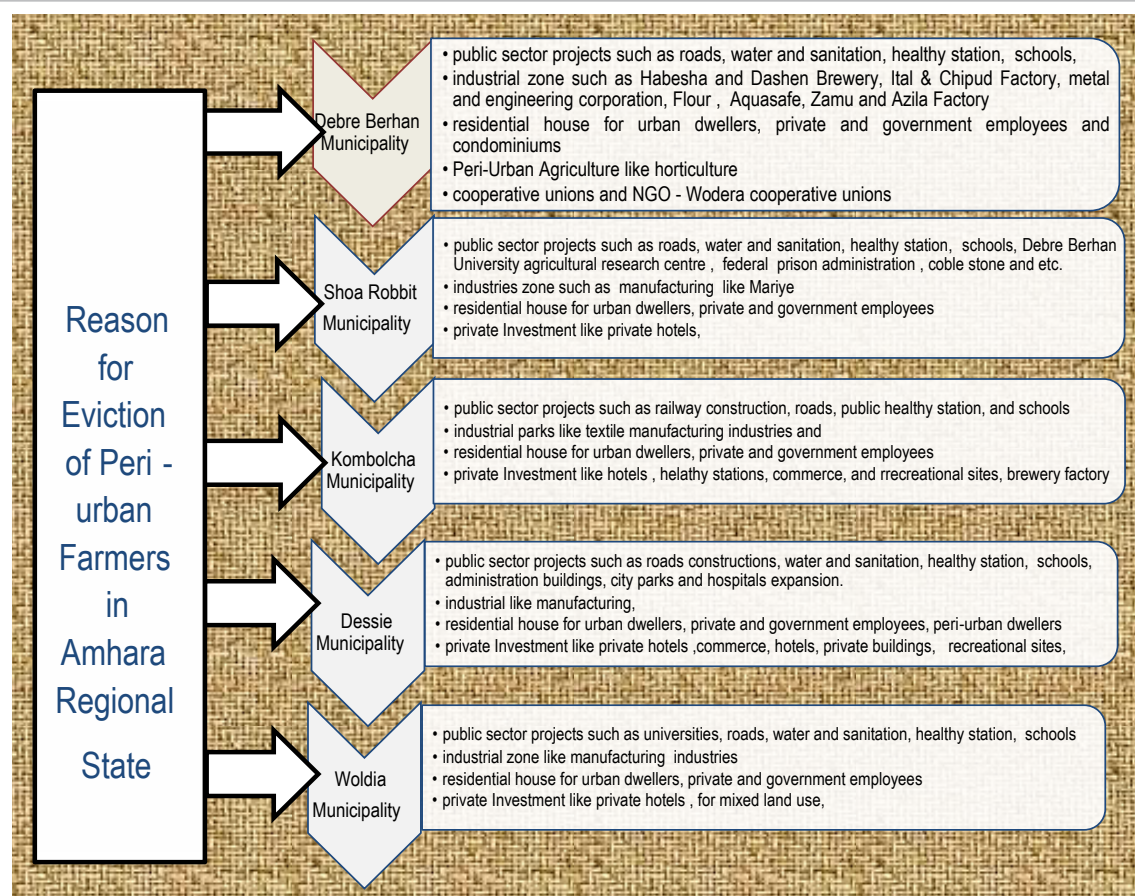 Reason
for
Eviction
of Peri -
urban
Farmers
in
Amhara
Regional
State
Debre Berhan
Municipality
• public sector projects such as roads, water and sanitation, healthy station, schools,
• industrial zone such as Habesha and Dashen Brewery, Ital & Chipud Factory, metal
and engineering corporation, Flour , Aquasafe, Zamu and Azila Factory
• residential house for urban dwellers, private and government employees and
condominiums
• Peri-Urban Agriculture like horticulture
• cooperative unions and NGO - Wodera cooperative unions
Shoa Robbit
Municipality
• public sector projects such as roads, water and sanitation, healthy station, schools, Debre Berhan
University agricultural research centre , federal prison administration , coble stone and etc.
• industries zone such as manufacturing like Mariye
• residential house for urban dwellers, private and government employees
• private Investment like private hotels,
Kombolcha
Municipality
• public sector projects such as railway construction, roads, public healthy station, and schools
• industrial parks like textile manufacturing industries and
• residential house for urban dwellers, private and government employees
• private Investment like hotels , helathy stations, commerce, and rrecreational sites, brewery factory
Dessie
Municipality
• public sector projects such as roads constructions, water and sanitation, healthy station, schools,
administration buildings, city parks and hospitals expansion.
• industrial like manufacturing,
• residential house for urban dwellers, private and government employees, peri-urban dwellers
• private Investment like private hotels ,commerce, hotels, private buildings, recreational sites,
Woldia
Municipality
• public sector projects such as universities, roads, water and sanitation, healthy station, schools
• industrial zone like manufacturing industries
• residential house for urban dwellers, private and government employees
• private Investment like private hotels , for mixed land use,